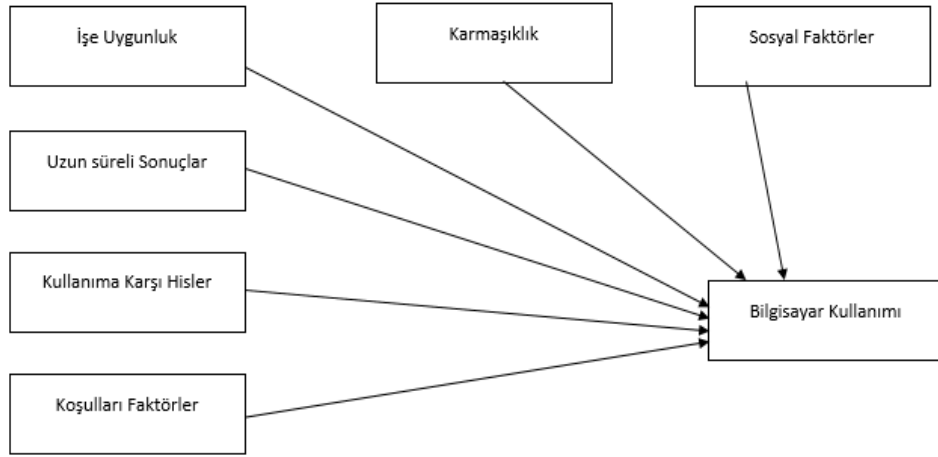 İşe Uygunluk
Karmaşıklık
Sosyal Faktörler
Uzun süreli Sonuçlar
Kullanıma Karşı Hisler
Bilgisayar Kullanımı
Koşulları Faktörler